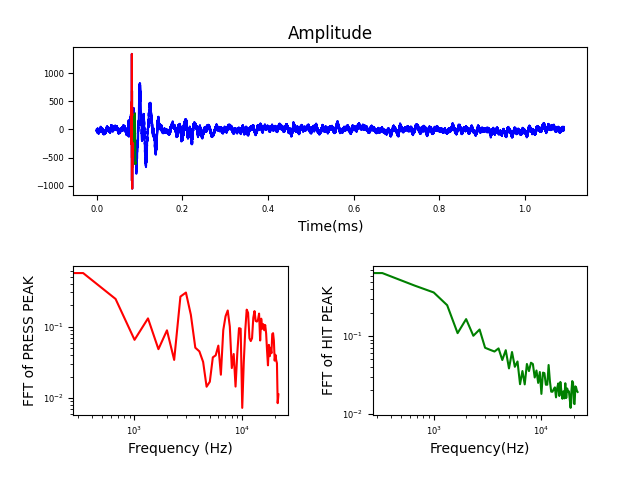 Amplitude
1000
500
0
−500
−1000
0.0 0.2 0.4 0.6 0.8 1.0
Time(ms)
FFT of PRESS PEAK
10⁻¹
10⁻²
10³ 10⁴
Frequency (Hz)
FFT of HIT PEAK
10⁻¹
10⁻²
10³ 10⁴
Frequency(Hz)